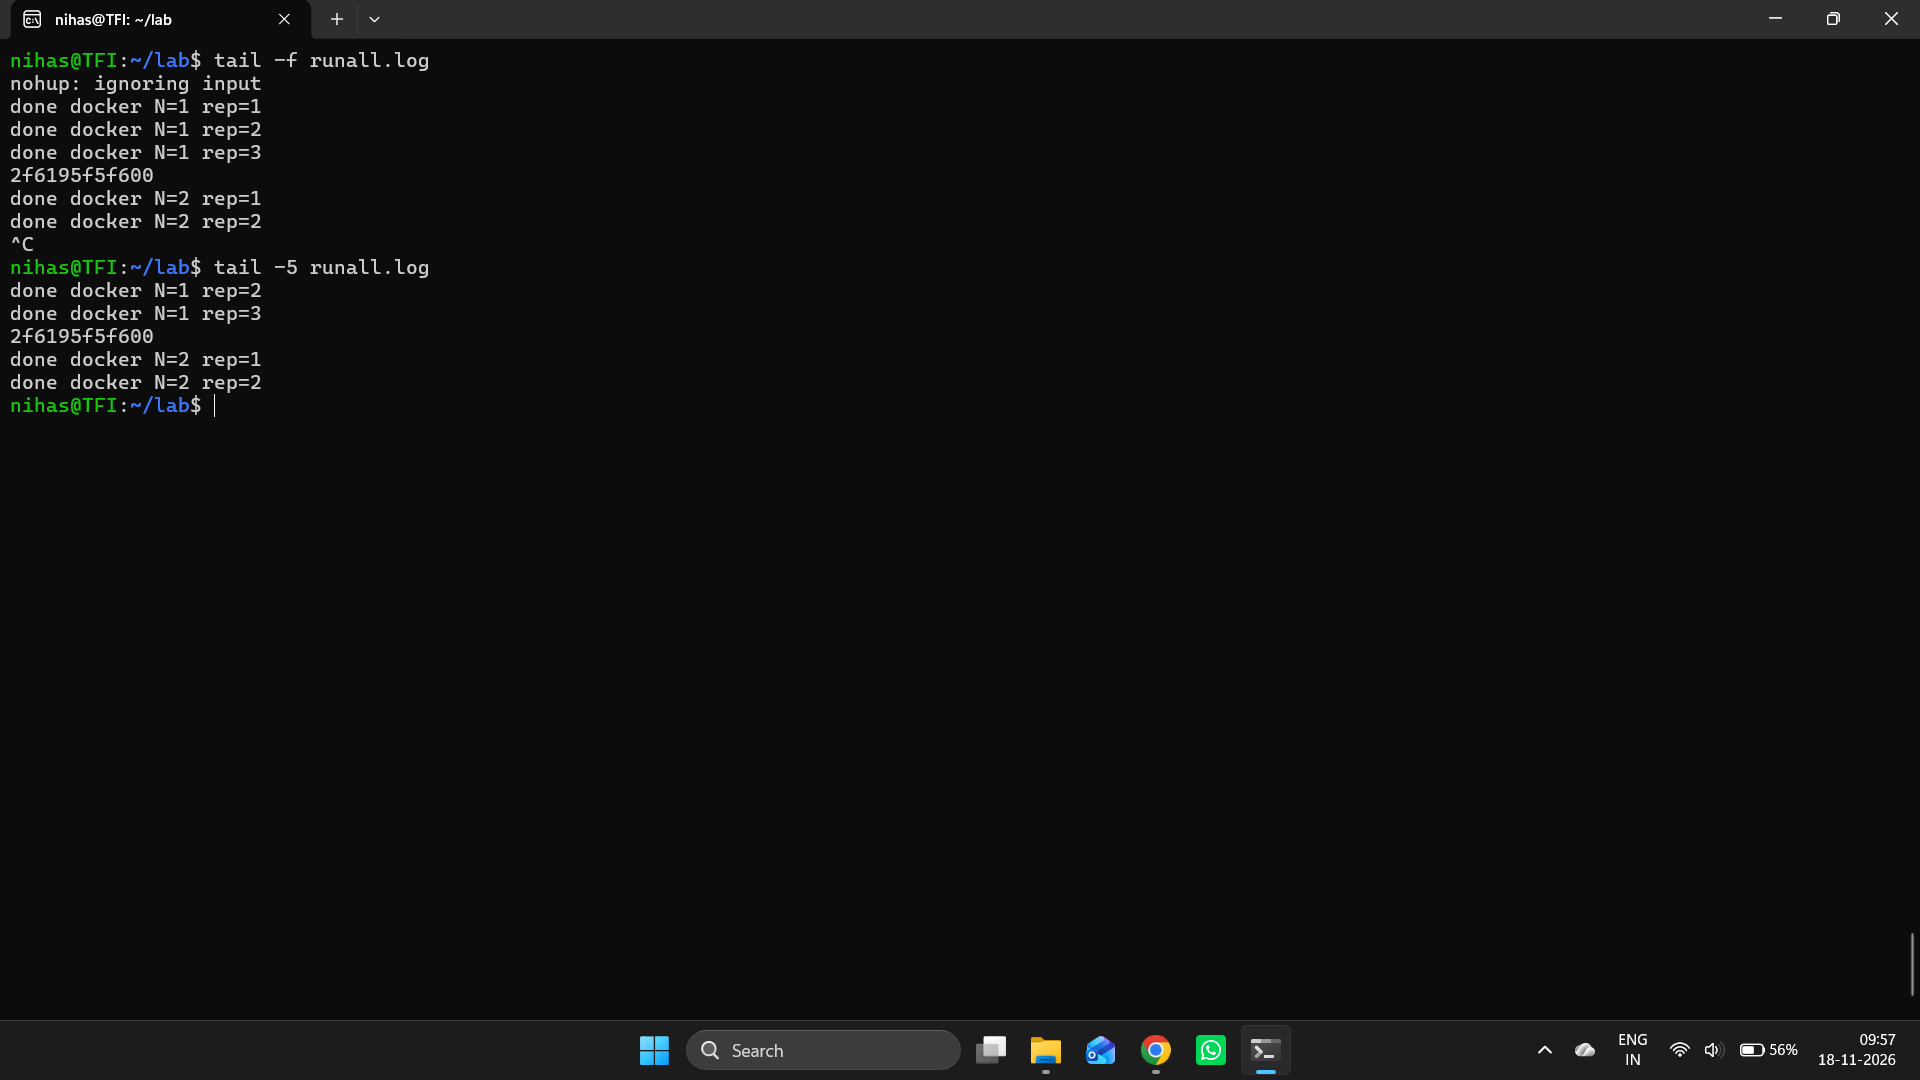 nihas@TFI: ~/lab
nihas@TFI:~/lab$ tail -f runall.log
nohup: ignoring input
done docker N=1 rep=1
done docker N=1 rep=2
done docker N=1 rep=3
2f6195f5f600
done docker N=2 rep=1
done docker N=2 rep=2
^C
nihas@TFI:~/lab$ tail -5 runall.log
done docker N=1 rep=2
done docker N=1 rep=3
2f6195f5f600
done docker N=2 rep=1
done docker N=2 rep=2
nihas@TFI:~/lab$
Search
ENG
IN
56%
09:57
18-11-2026